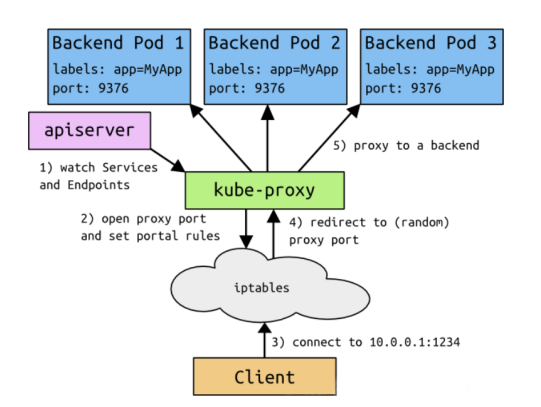 Backend Pod 1
labels: app=MyApp
port: 9376
Backend Pod 2
labels: app=MyApp
port: 9376
Backend Pod 3
labels: app=MyApp
port: 9376
apiserver
5) proxy to a backend
1) watch Services
and Endpoints
kube-proxy
2) open proxy port
and set portal rules
4) redirect to (random)
proxy port
iptables
3) connect to 10.0.0.1:1234
Client